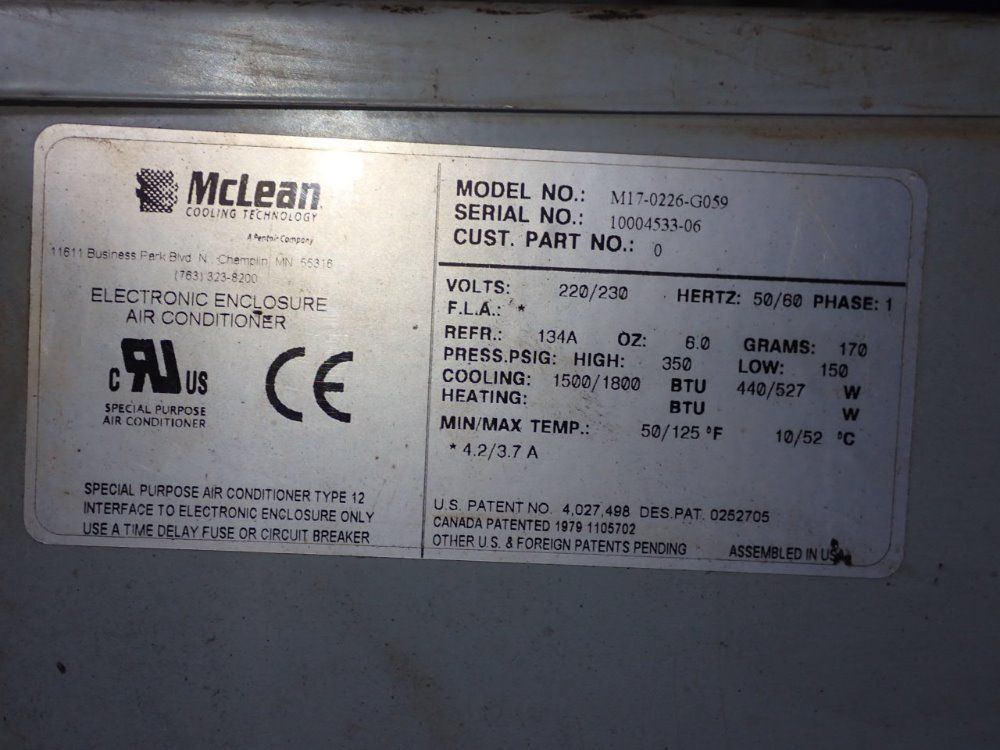 McLean
COOLING TECHNOLOGY
A Pentair Company
11611 Business Park Blvd N., Champlin, MN 55316
(763) 323-8200
ELECTRONIC ENCLOSURE
AIR CONDITIONER
C RU US
SPECIAL PURPOSE
AIR CONDITIONER
CE
SPECIAL PURPOSE AIR CONDITIONER TYPE 12
INTERFACE TO ELECTRONIC ENCLOSURE ONLY
USE A TIME DELAY FUSE OR CIRCUIT BREAKER
MODEL NO.: M17-0226-G059
SERIAL NO.: 10004533-06
CUST. PART NO.: 0
VOLTS: 220/230 HERTZ: 50/60 PHASE: 1
F.L.A.: *
REFR.: 134A OZ: 6.0 GRAMS: 170
PRESS.PSIG: HIGH: 350 LOW: 150
COOLING: 1500/1800 BTU 440/527 W
HEATING: BTU W
MIN/MAX TEMP.: 50/125 °F 10/52 °C
* 4.2/3.7 A
U.S. PATENT NO. 4,027,498 DES.PAT. 0252705
CANADA PATENTED 1979 1105702
OTHER U.S. & FOREIGN PATENTS PENDING ASSEMBLED IN USA